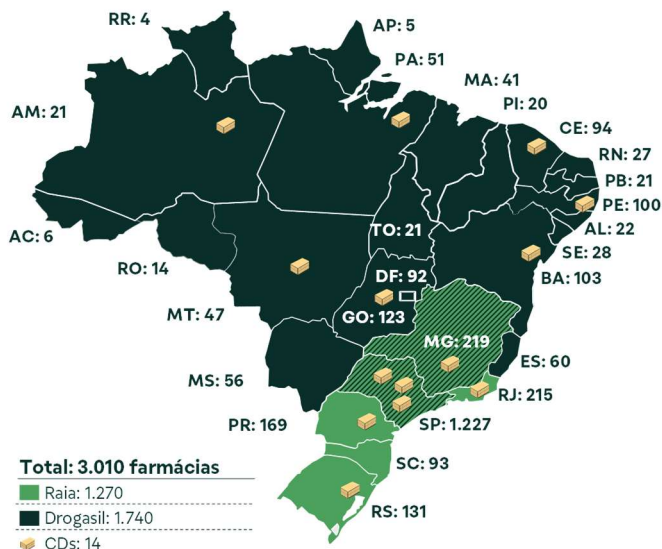 RR: 4
AP: 5
PA: 51
MA: 41
PI: 20
CE: 94
RN: 27
PB: 21
PE: 100
AL: 22
SE: 28
BA: 103
AM: 21
AC: 6
RO: 14
TO: 21
DF: 92
GO: 123
MT: 47
MG: 219
ES: 60
MS: 56
RJ: 215
PR: 169
SP: 1.227
SC: 93
RS: 131
Total: 3.010 farmácias
Raia: 1.270
Drogasil: 1.740
CDs: 14